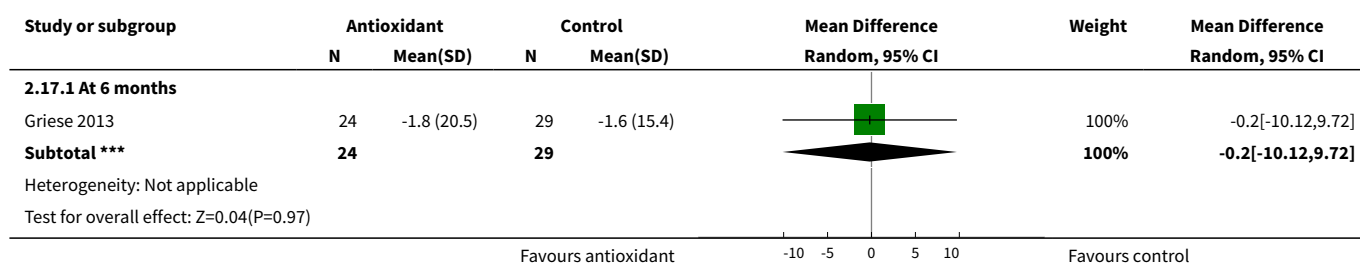 Study or subgroup Antioxidant Control Mean Difference Weight Mean Difference
N Mean(SD) N Mean(SD) Random, 95% CI Random, 95% CI
2.17.1 At 6 months
Griese 2013 24 -1.8 (20.5) 29 -1.6 (15.4) 100% -0.2[-10.12,9.72]
Subtotal *** 24 29 100% -0.2[-10.12,9.72]
Heterogeneity: Not applicable
Test for overall effect: Z=0.04(P=0.97)
Favours antioxidant -10 -5 0 5 10 Favours control